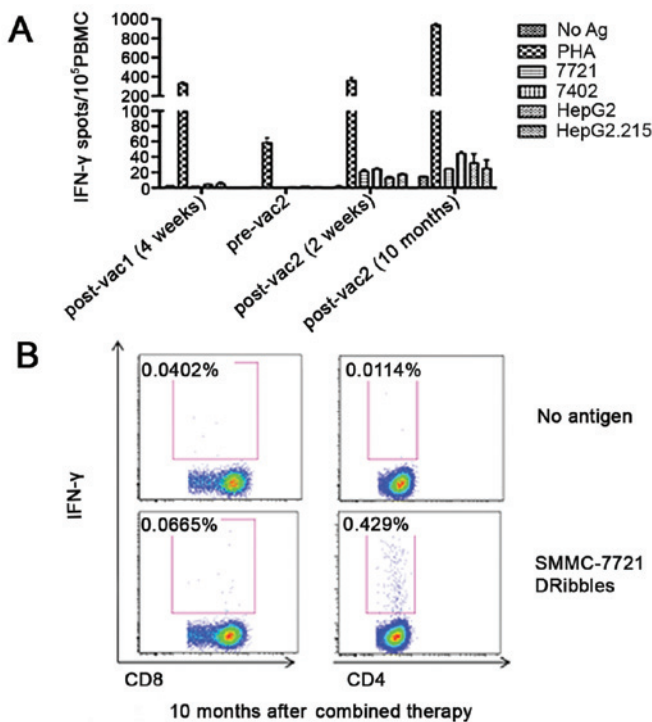 A
IFN-γ spots/10⁵PBMC
1000
800
600
400
200
80
60
40
20
0
No Ag
PHA
7721
7402
HepG2
HepG2.215
post-vac1 (4 weeks)
pre-vac2
post-vac2 (2 weeks)
post-vac2 (10 months)
B
IFN-γ
0.0402%
0.0114%
No antigen
0.0665%
0.429%
SMMC-7721
DRibbles
CD8
CD4
10 months after combined therapy